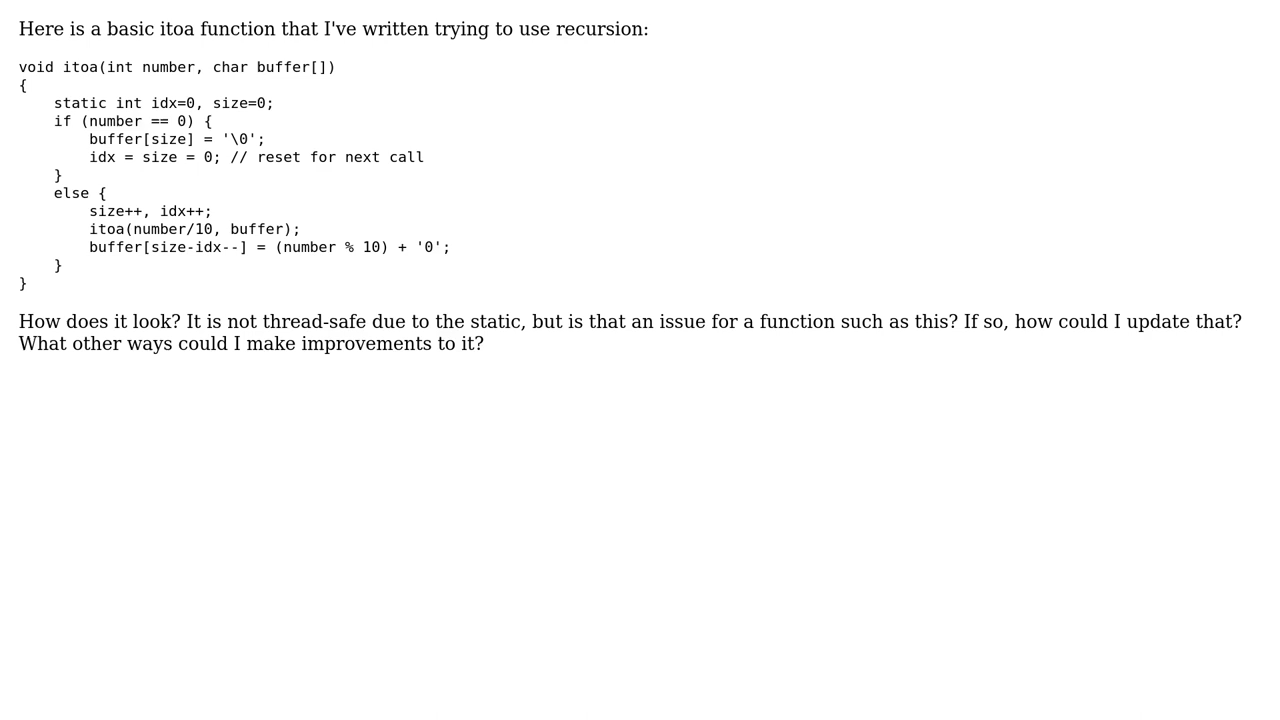 Here is a basic itoa function that I've written trying to use recursion:
void itoa(int number, char buffer[])
{
    static int idx=0, size=0;
    if (number == 0) {
        buffer[size] = '\0';
        idx = size = 0; // reset for next call
    }
    else {
        size++, idx++;
        itoa(number/10, buffer);
        buffer[size-idx--] = (number % 10) + '0';
    }
}
How does it look? It is not thread-safe due to the static, but is that an issue for a function such as this? If so, how could I update that?
What other ways could I make improvements to it?